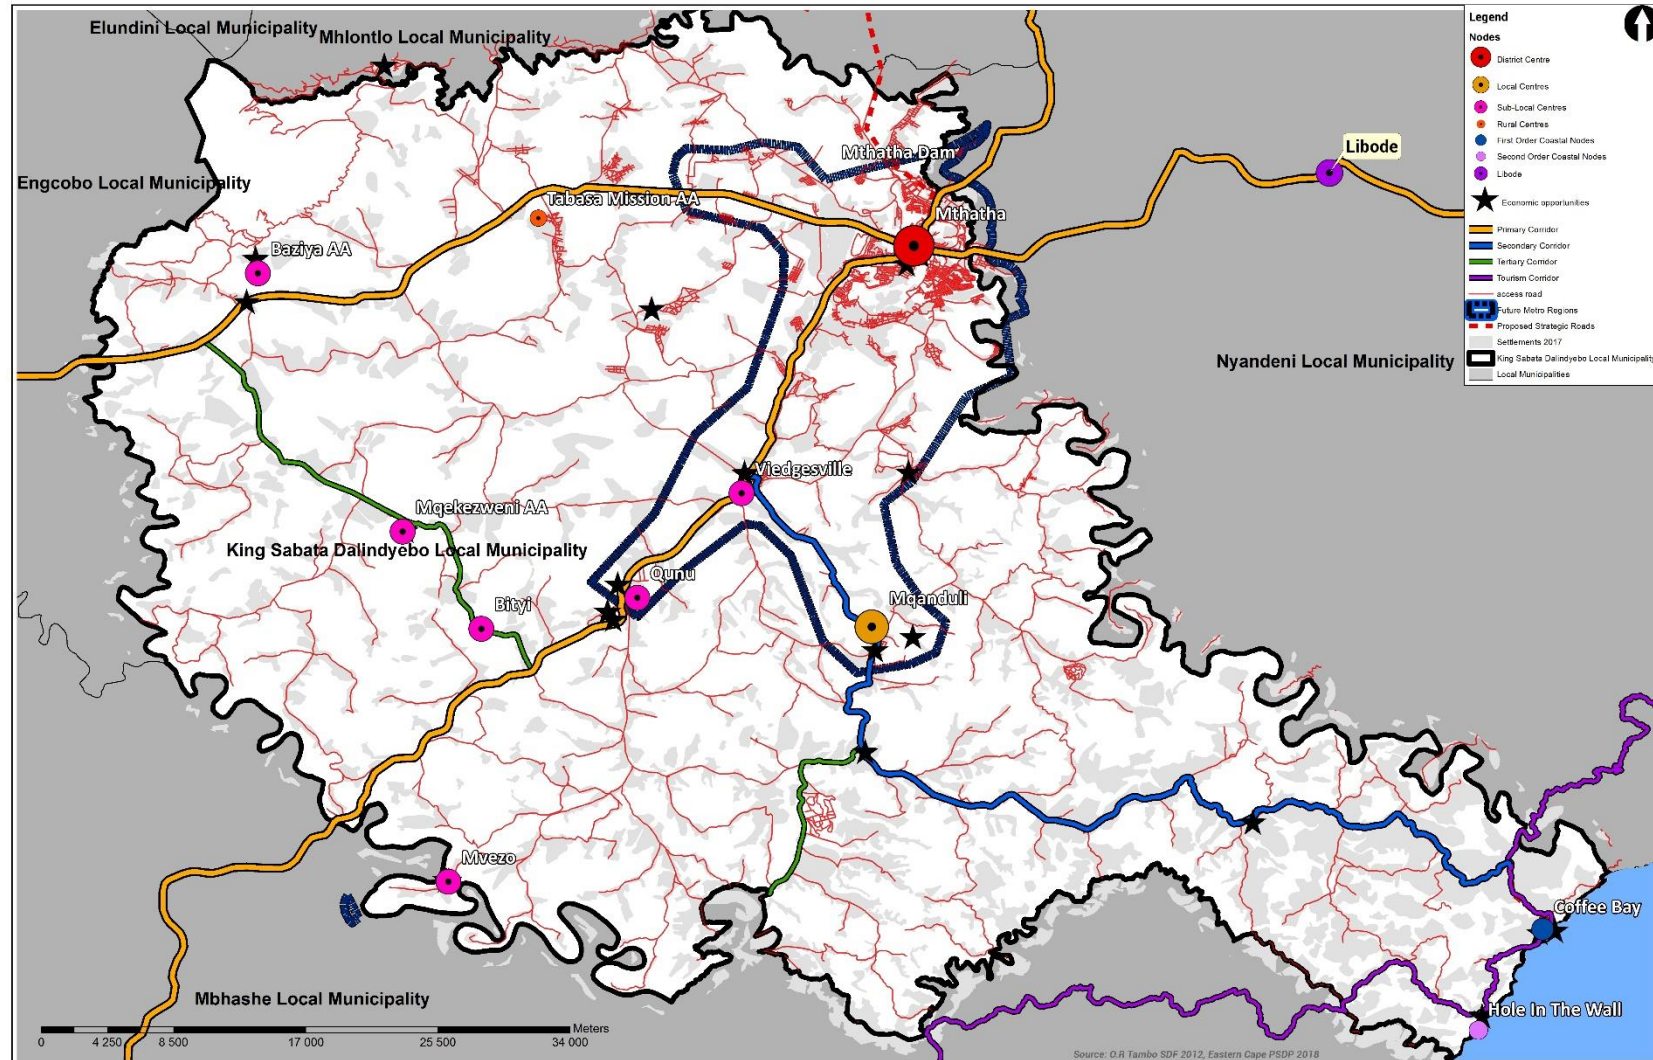 Elundini Local Municipality
Mhlontlo Local Municipality
Engcobo Local Municipality
Mthatha Dam
Libode
Tabasa Mission AA
Mthatha
Baziya AA
Nyandeni Local Municipality
Viedgesville
Mqekezweni AA
King Sabata Dalindyebo Local Municipality
Qunu
Mqanduli
Bityi
Mvezo
Coffee Bay
Mbhashe Local Municipality
Hole In The Wall
Meters
0 4 250 8 500 17 000 25 500 34 000
Source: O.R Tambo SDF 2012, Eastern Cape PSDP 2018
Legend
Nodes
District Centre
Local Centres
Sub-Local Centres
Rural Centres
First Order Coastal Nodes
Second Order Coastal Nodes
Libode
Economic opportunities
Primary Corridor
Secondary Corridor
Tertiary Corridor
Tourism Corridor
access road
Future Metro Regions
Proposed Strategic Roads
Settlements 2017
King Sabata Dalindyebo Local Municipality
Local Municipalities